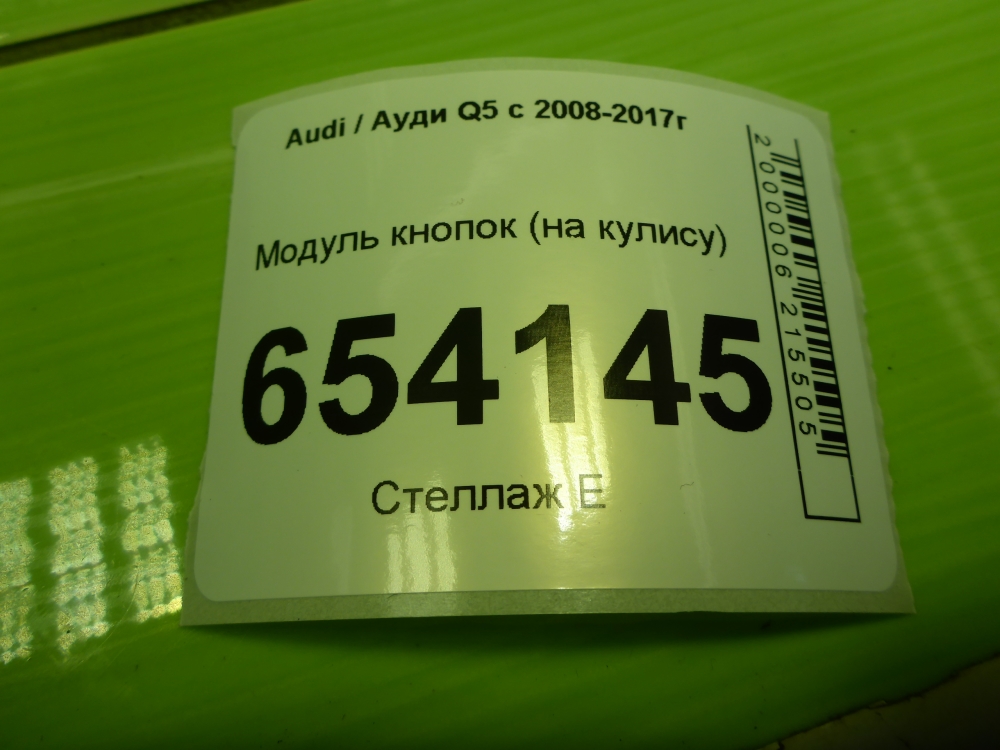 Audi / Ауди Q5 с 2008-2017г
Модуль кнопок (на кулису)
654145
Стеллаж E
2000006215505